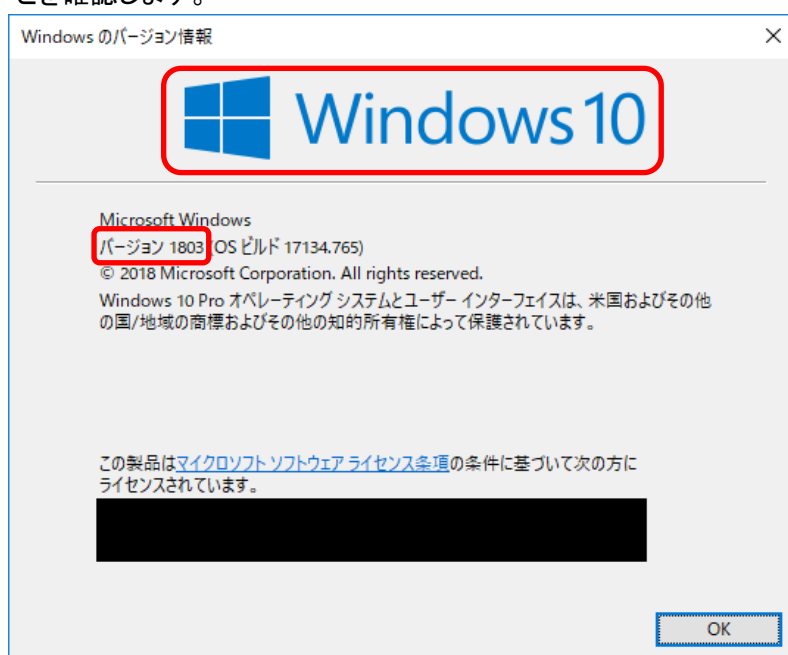 とを確認します。
Windows のバージョン情報
Windows 10
Microsoft Windows
バージョン 1803 (OS ビルド 17134.765)
© 2018 Microsoft Corporation. All rights reserved.
Windows 10 Pro オペレーティング システムとユーザー インターフェイスは、米国およびその他
の国/地域の商標およびその他の知的所有権によって保護されています。
この製品はマイクロソフト ソフトウェア ライセンス条項の条件に基づいて次の方に
ライセンスされています。
OK